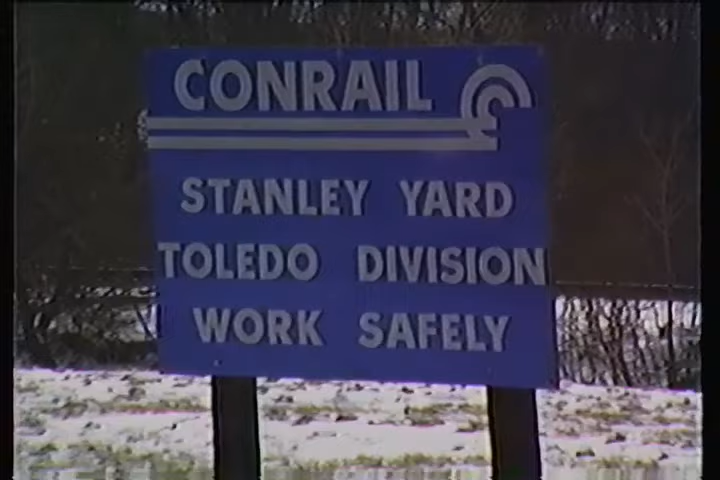 CONRAIL
STANLEY YARD
TOLEDO DIVISION
WORK SAFELY